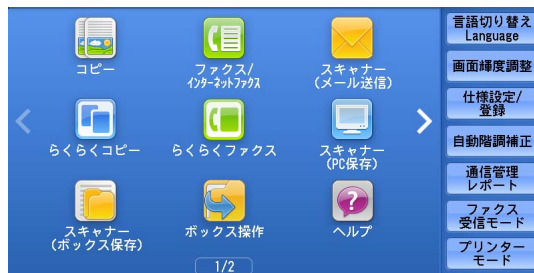 コピー
ファクス/
インターネットファクス
スキャナー
(メール送信)
らくらくコピー
らくらくファクス
スキャナー
(PC保存)
スキャナー
(ボックス保存)
ボックス操作
ヘルプ
1/2
言語切り替え
Language
画面輝度調整
仕様設定/
登録
自動階調補正
通信管理
レポート
ファクス
受信モード
プリンター
モード